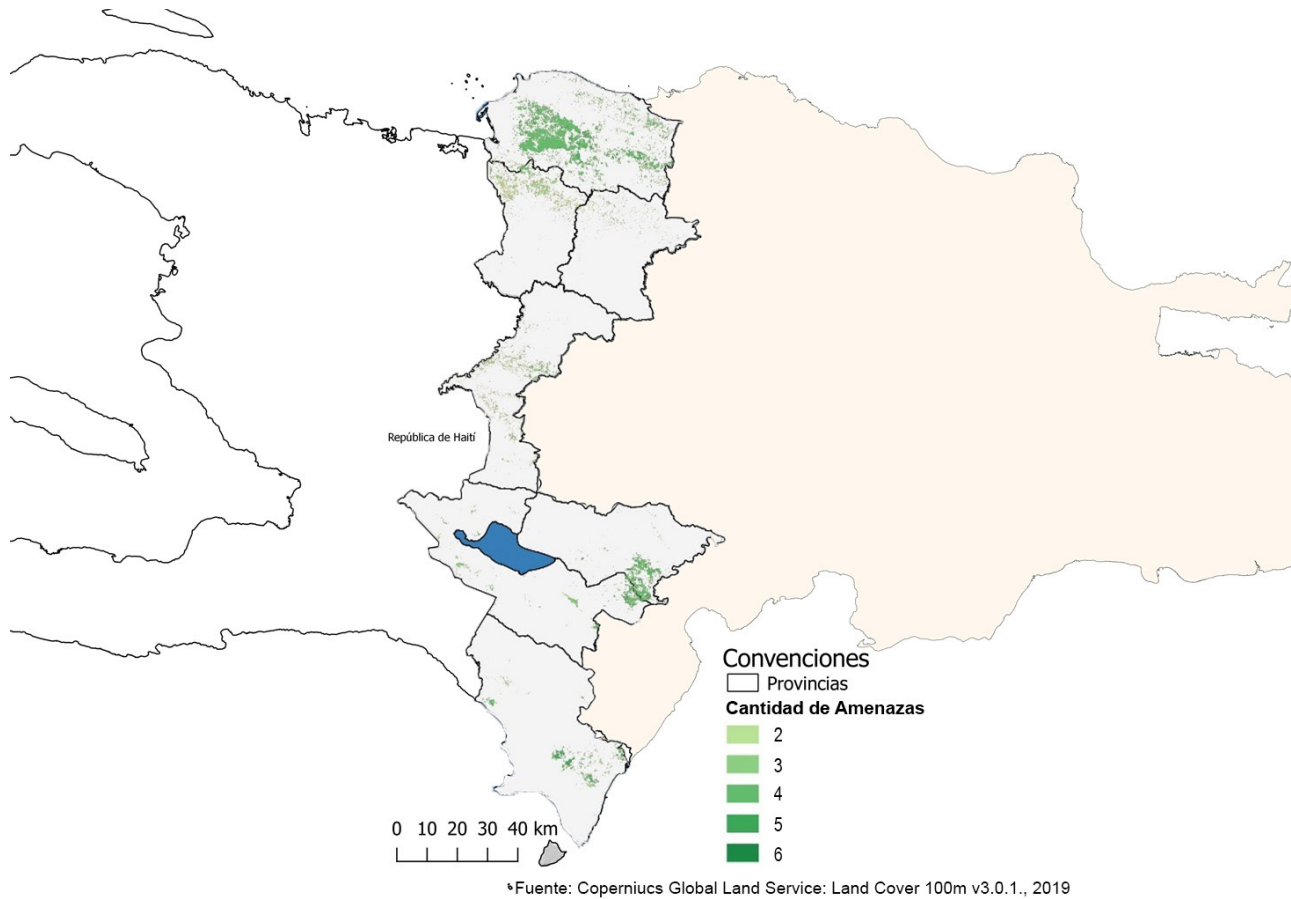 República de Haití
Convenciones
Provincias
Cantidad de Amenazas
2
3
4
5
6
0 10 20 30 40 km
Fuente: Coperniucs Global Land Service: Land Cover 100m v3.0.1., 2019